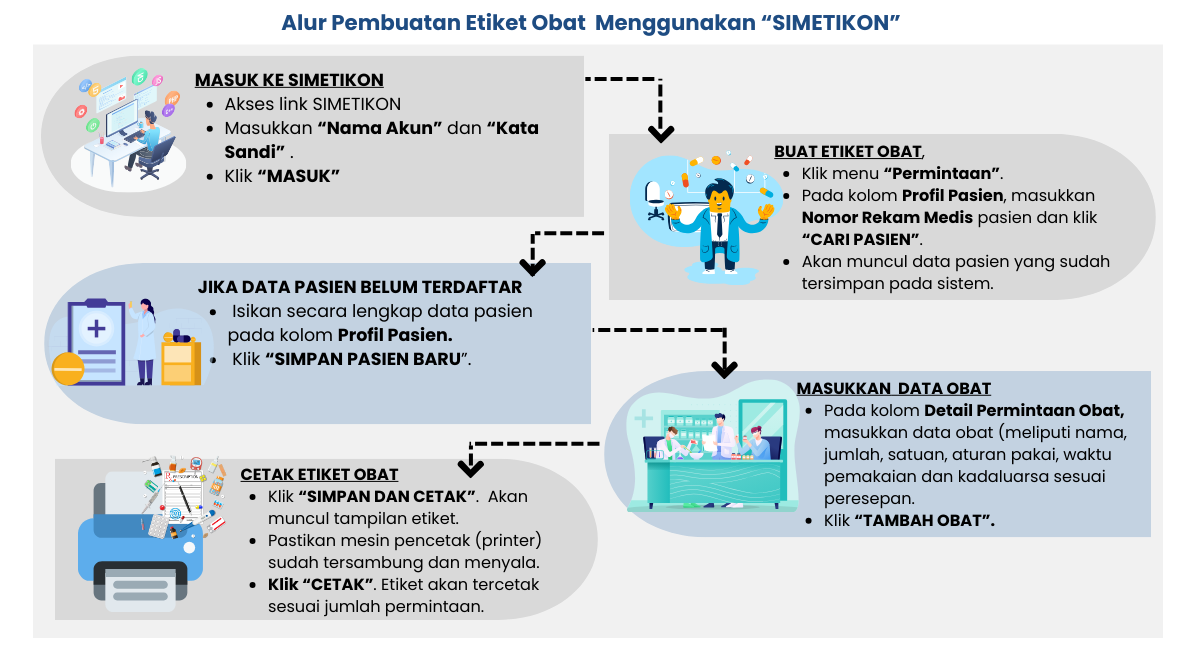 Alur Pembuatan Etiket Obat  Menggunakan “SIMETIKON”
MASUK KE SIMETIKON
• Akses link SIMETIKON
• Masukkan “Nama Akun” dan “Kata
Sandi” .
• Klik “MASUK”
BUAT ETIKET OBAT,
• Klik menu “Permintaan”.
• Pada kolom Profil Pasien, masukkan
Nomor Rekam Medis pasien dan klik
“CARI PASIEN”.
• Akan muncul data pasien yang sudah
tersimpan pada sistem.
JIKA DATA PASIEN BELUM TERDAFTAR
• Isikan secara lengkap data pasien
pada kolom Profil Pasien.
• Klik “SIMPAN PASIEN BARU”.
MASUKKAN  DATA OBAT
• Pada kolom Detail Permintaan Obat,
masukkan data obat (meliputi nama,
jumlah, satuan, aturan pakai, waktu
pemakaian dan kadaluarsa sesuai
peresepan.
• Klik “TAMBAH OBAT”.
CETAK ETIKET OBAT
• Klik “SIMPAN DAN CETAK”.  Akan
muncul tampilan etiket.
• Pastikan mesin pencetak (printer)
sudah tersambung dan menyala.
• Klik “CETAK”. Etiket akan tercetak
sesuai jumlah permintaan.